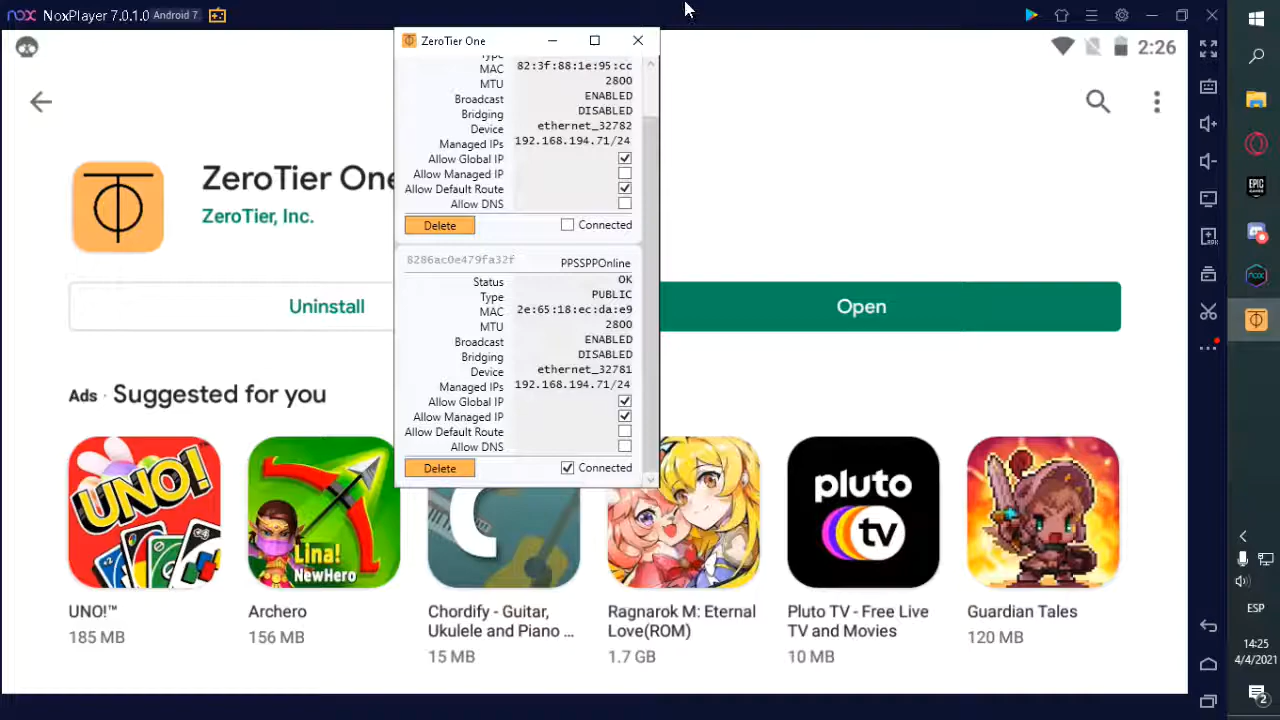 nox NoxPlayer 7.0.1.0 Android 7
2:26
ZeroTier One
ZeroTier, Inc.
Uninstall
Open
ZeroTier One
MAC 82:3f:88:1e:95:cc
MTU 2800
Broadcast ENABLED
Bridging DISABLED
Device ethernet_32782
Managed IPs 192.168.194.71/24
Allow Global IP
Allow Managed IP
Allow Default Route
Allow DNS
Delete Connected
8286ac0e479fa32f PPSSPPOnline
Status OK
Type PUBLIC
MAC 2e:65:18:ec:da:e9
MTU 2800
Broadcast ENABLED
Bridging DISABLED
Device ethernet_32781
Managed IPs 192.168.194.71/24
Allow Global IP
Allow Managed IP
Allow Default Route
Allow DNS
Delete Connected
Ads · Suggested for you
UNO!
Lina!
NewHero
pluto
tv
UNO!™
185 MB
Archero
156 MB
Chordify - Guitar,
Ukulele and Piano ...
15 MB
Ragnarok M: Eternal
Love(ROM)
1.7 GB
Pluto TV - Free Live
TV and Movies
10 MB
Guardian Tales
120 MB
EPIC
GAMES
nox
ESP
14:25
4/4/2021
2